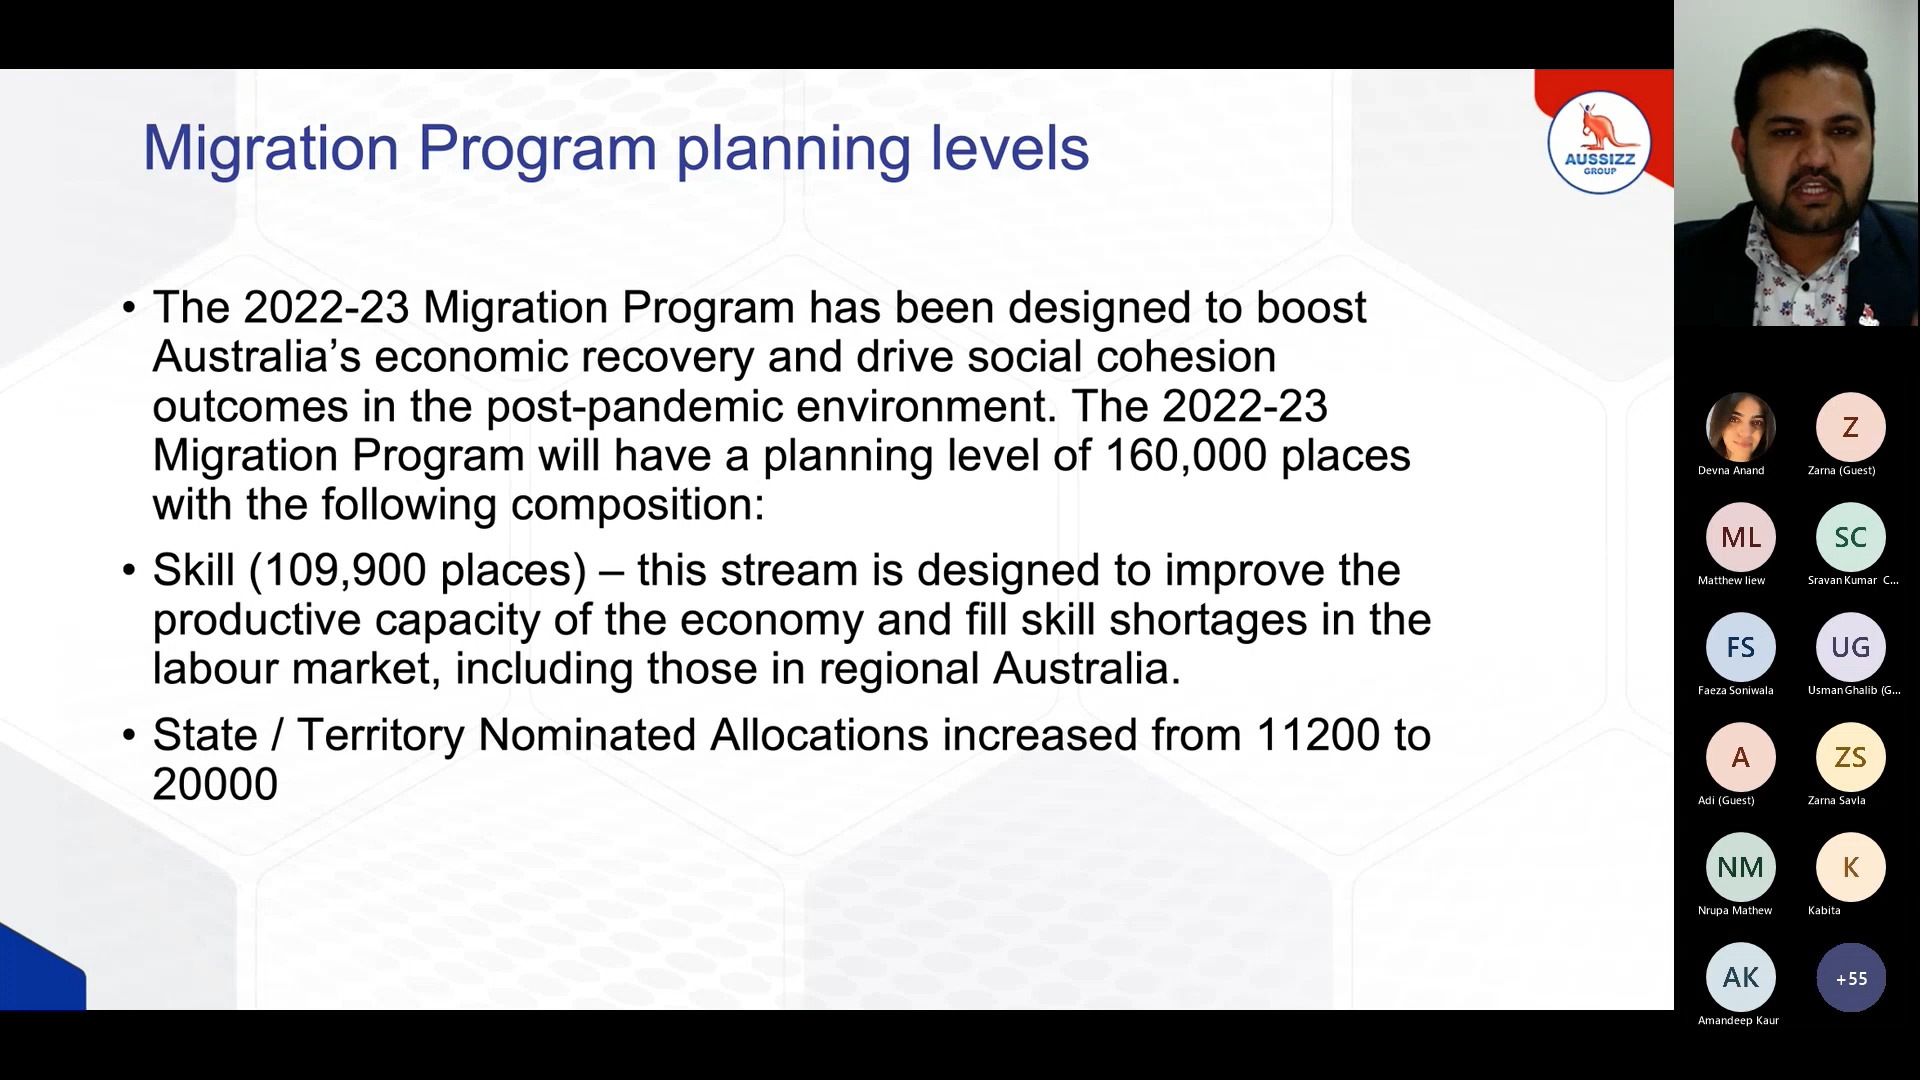 Migration Program planning levels
AUSSIZZ
GROUP
• The 2022-23 Migration Program has been designed to boost
Australia’s economic recovery and drive social cohesion
outcomes in the post-pandemic environment. The 2022-23
Migration Program will have a planning level of 160,000 places
with the following composition:
• Skill (109,900 places) – this stream is designed to improve the
productive capacity of the economy and fill skill shortages in the
labour market, including those in regional Australia.
• State / Territory Nominated Allocations increased from 11200 to
20000
Devna Anand
Z
Zarna (Guest)
ML
Matthew liew
SC
Sravan Kumar C...
FS
Faeza Soniwala
UG
Usman Ghalib (G...
A
Adi (Guest)
ZS
Zarna Savla
NM
Nrupa Mathew
K
Kabita
AK
Amandeep Kaur
+55